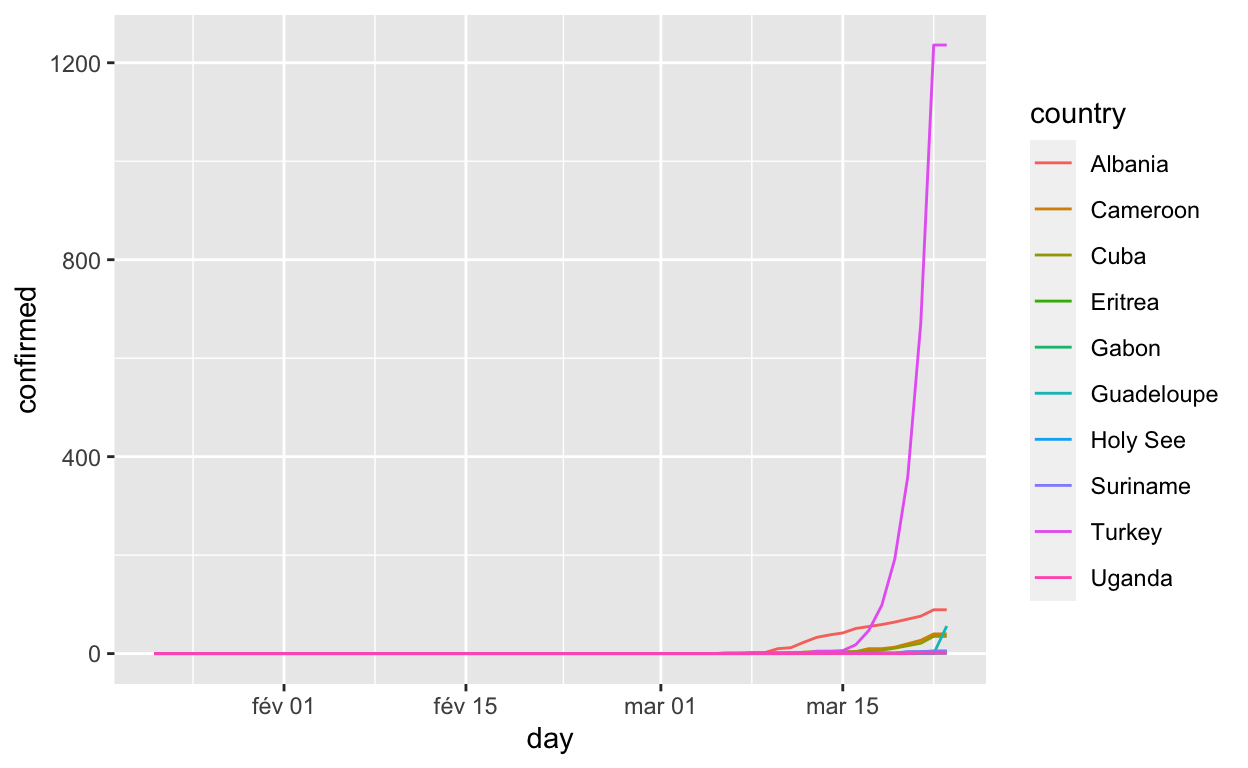 1200
800
400
0
confirmed
fév 01
fév 15
mar 01
mar 15
day
country
Albania
Cameroon
Cuba
Eritrea
Gabon
Guadeloupe
Holy See
Suriname
Turkey
Uganda